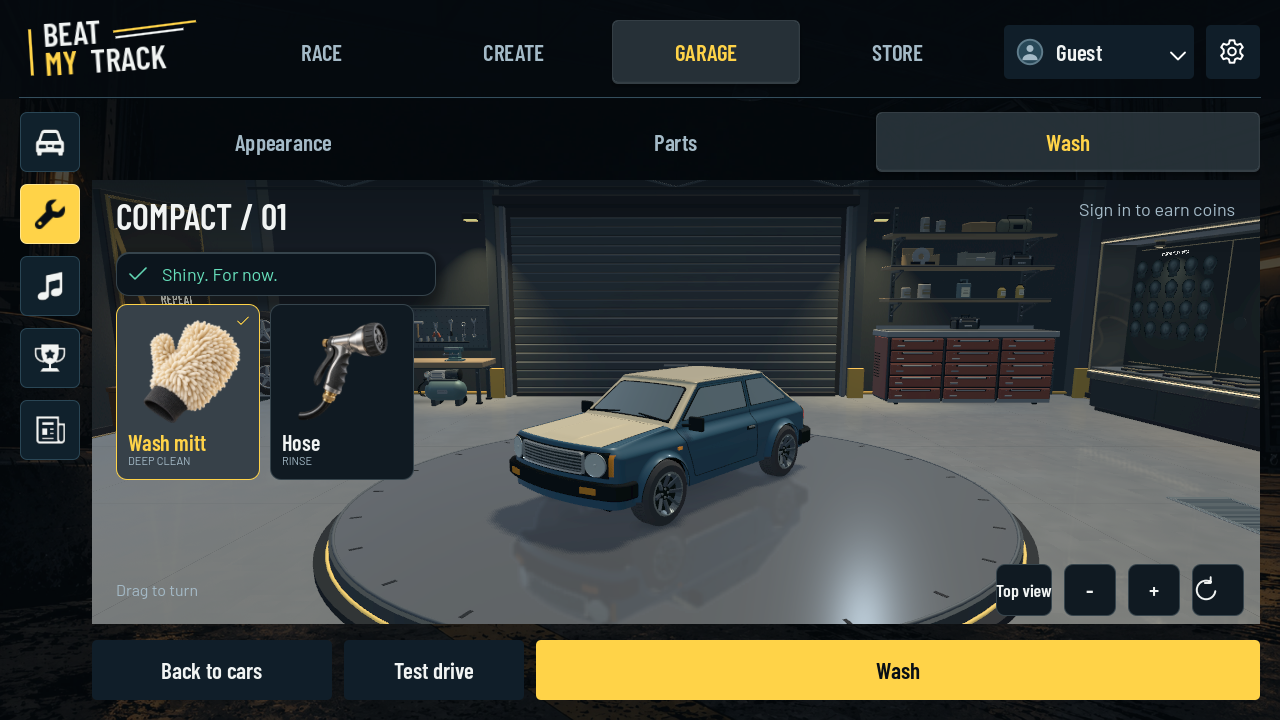 BEAT
MY TRACK
RACE
CREATE
GARAGE
STORE
Guest
Appearance
Parts
Wash
COMPACT / 01
Sign in to earn coins
Shiny. For now.
REPEAT
Wash mitt
DEEP CLEAN
Hose
RINSE
Drag to turn
Top view
-
+
Back to cars
Test drive
Wash